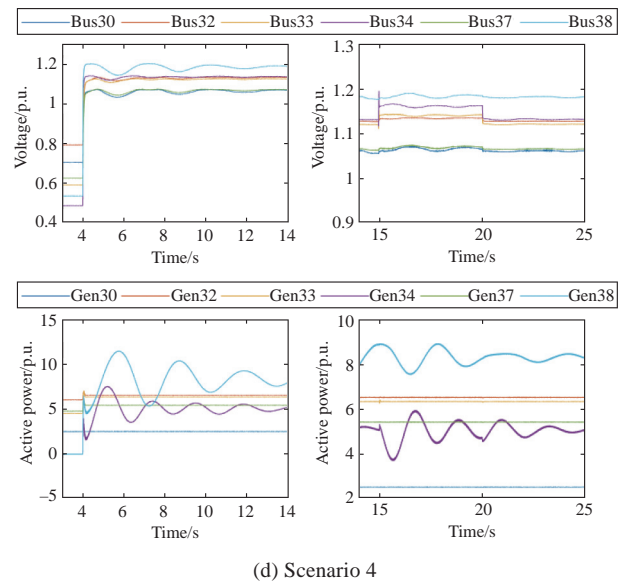 Bus30 Bus32 Bus33 Bus34 Bus37 Bus38
Voltage/p.u.
1.2
1
0.8
0.6
0.4
4 6 8 10 12 14
Time/s
Voltage/p.u.
1.3
1.2
1.1
1
0.9
15 20 25
Time/s
Gen30 Gen32 Gen33 Gen34 Gen37 Gen38
Active power/p.u.
15
10
5
0
−5
4 6 8 10 12 14
Time/s
Active power/p.u.
10
8
6
4
2
15 20 25
Time/s
(d) Scenario 4